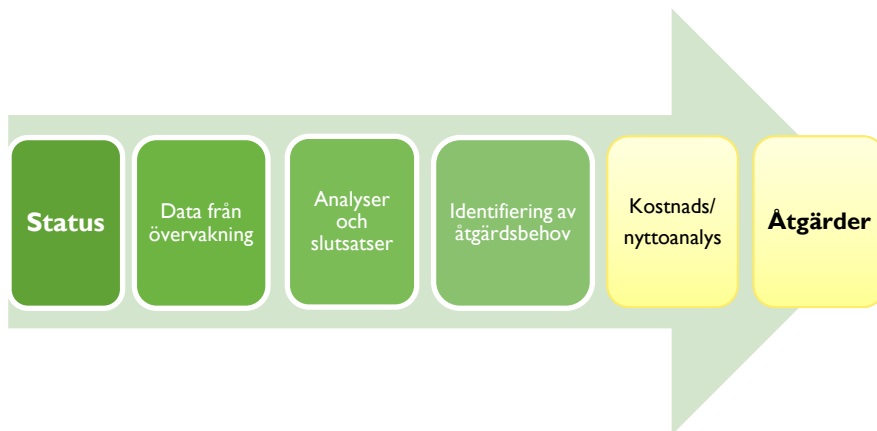 Status
Data från
övervakning
Analyser
och
slutsatser
Identifiering av
åtgärdsbehov
Kostnads/
nyttoanalys
Åtgärder